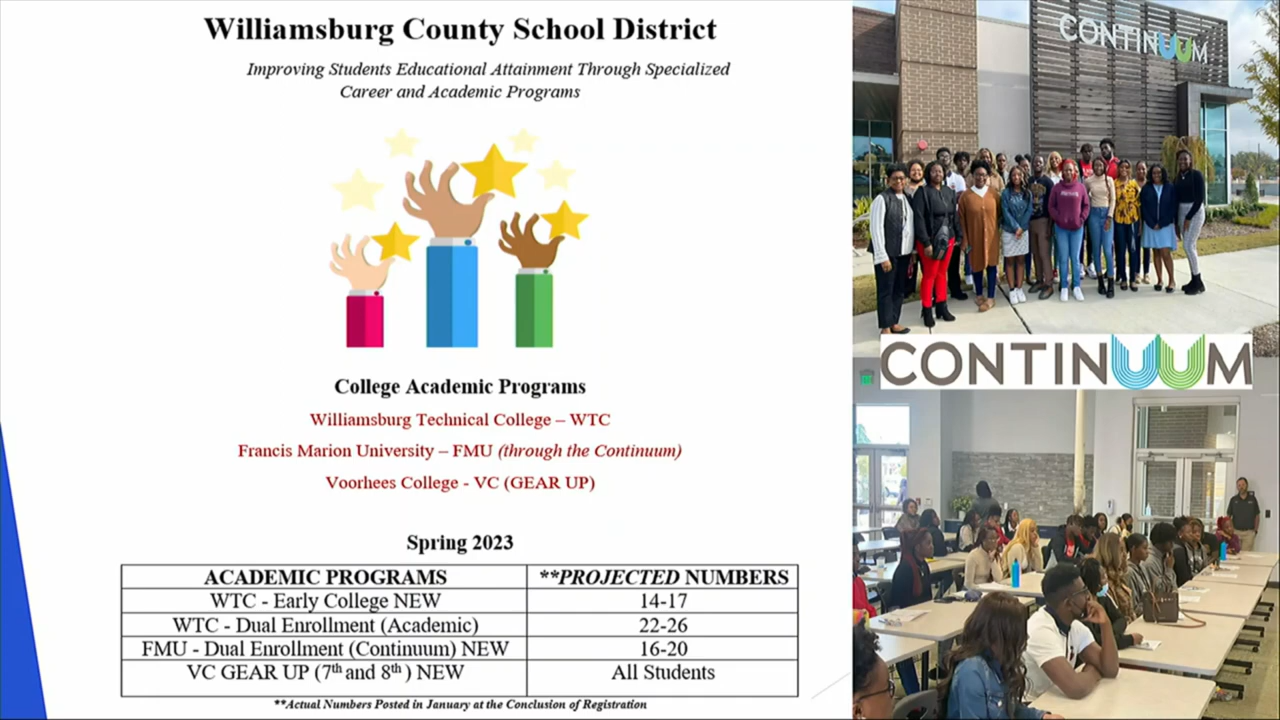 Williamsburg County School District
Improving Students Educational Attainment Through Specialized
Career and Academic Programs
College Academic Programs
Williamsburg Technical College – WTC
Francis Marion University – FMU (through the Continuum)
Voorhees College - VC (GEAR UP)
Spring 2023
ACADEMIC PROGRAMS **PROJECTED NUMBERS
WTC - Early College NEW 14-17
WTC - Dual Enrollment (Academic) 22-26
FMU - Dual Enrollment (Continuum) NEW 16-20
VC GEAR UP (7th and 8th ) NEW All Students
**Actual Numbers Posted in January at the Conclusion of Registration
CONTINUUM
CONTINUUM